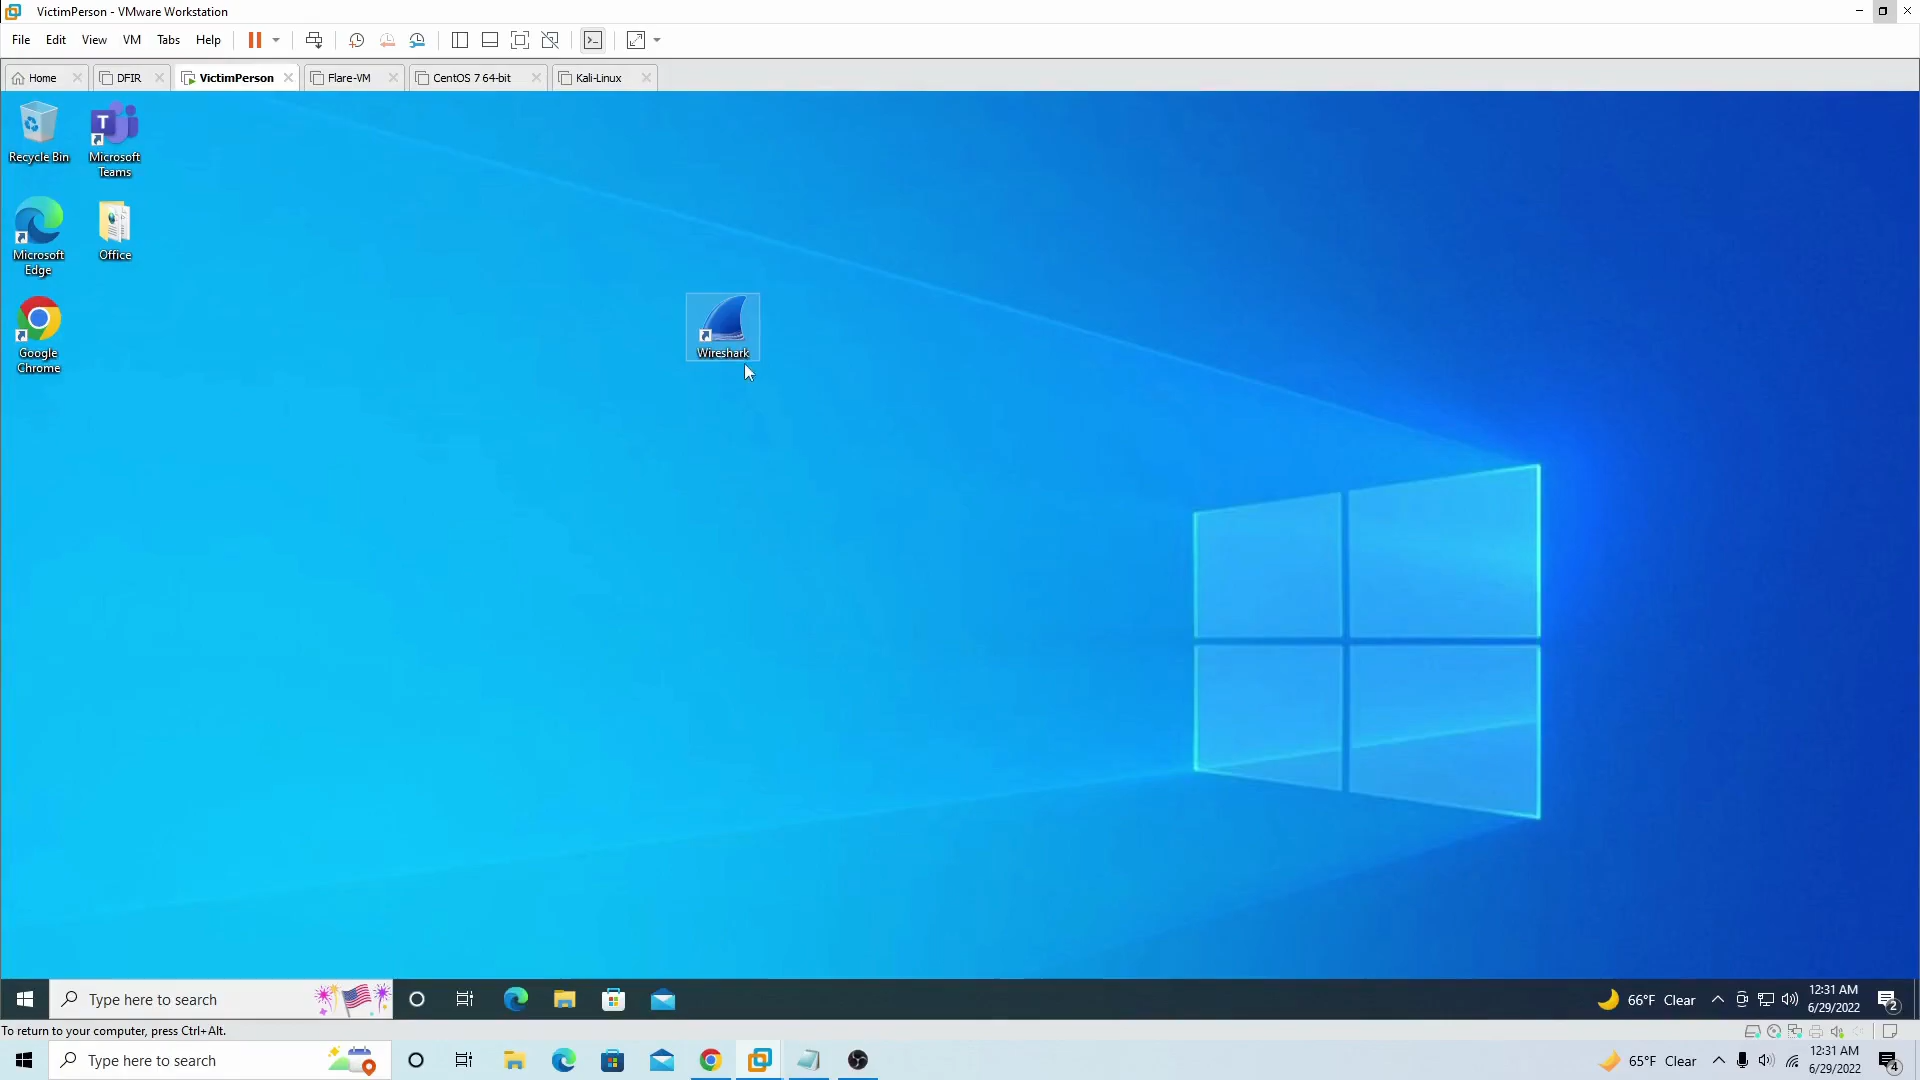 VictimPerson - VMware Workstation
File Edit View VM Tabs Help
Home DFIR VictimPerson Flare-VM CentOS 7 64-bit Kali-Linux
Recycle Bin
Microsoft
Teams
Microsoft
Edge
Office
Google
Chrome
Wireshark
Type here to search
66°F Clear
12:31 AM
6/29/2022
2
To return to your computer, press Ctrl+Alt.
Type here to search
65°F Clear
12:31 AM
6/29/2022
4